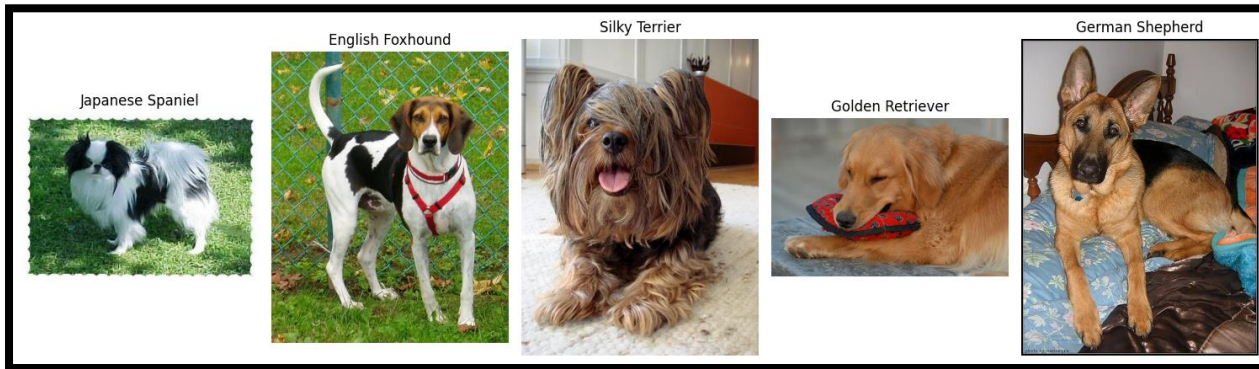 Japanese Spaniel
English Foxhound
Silky Terrier
Golden Retriever
German Shepherd